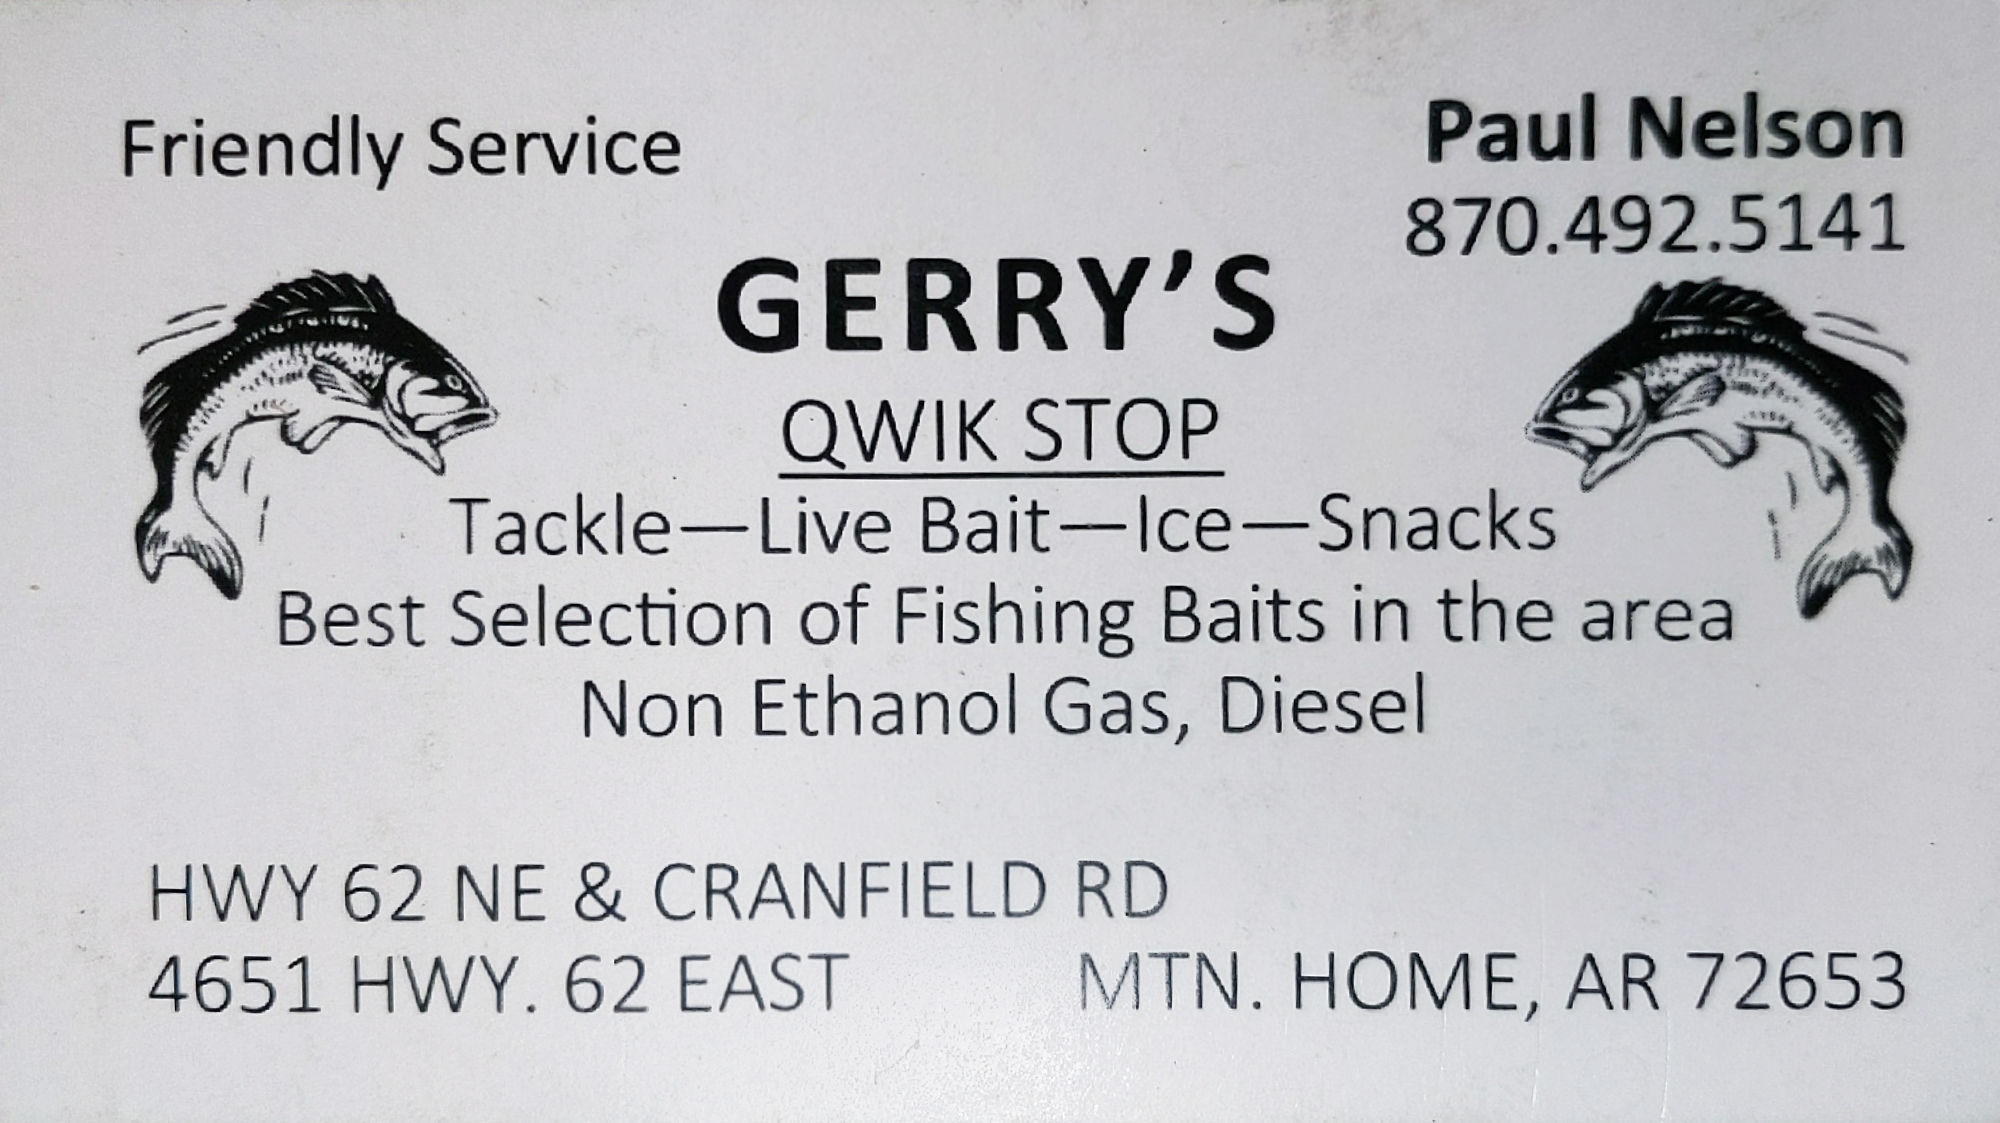 Friendly Service
Paul Nelson
870.492.5141
GERRY'S
QWIK STOP
Tackle—Live Bait—Ice—Snacks
Best Selection of Fishing Baits in the area
Non Ethanol Gas, Diesel
HWY 62 NE & CRANFIELD RD
4651 HWY. 62 EAST MTN. HOME, AR 72653